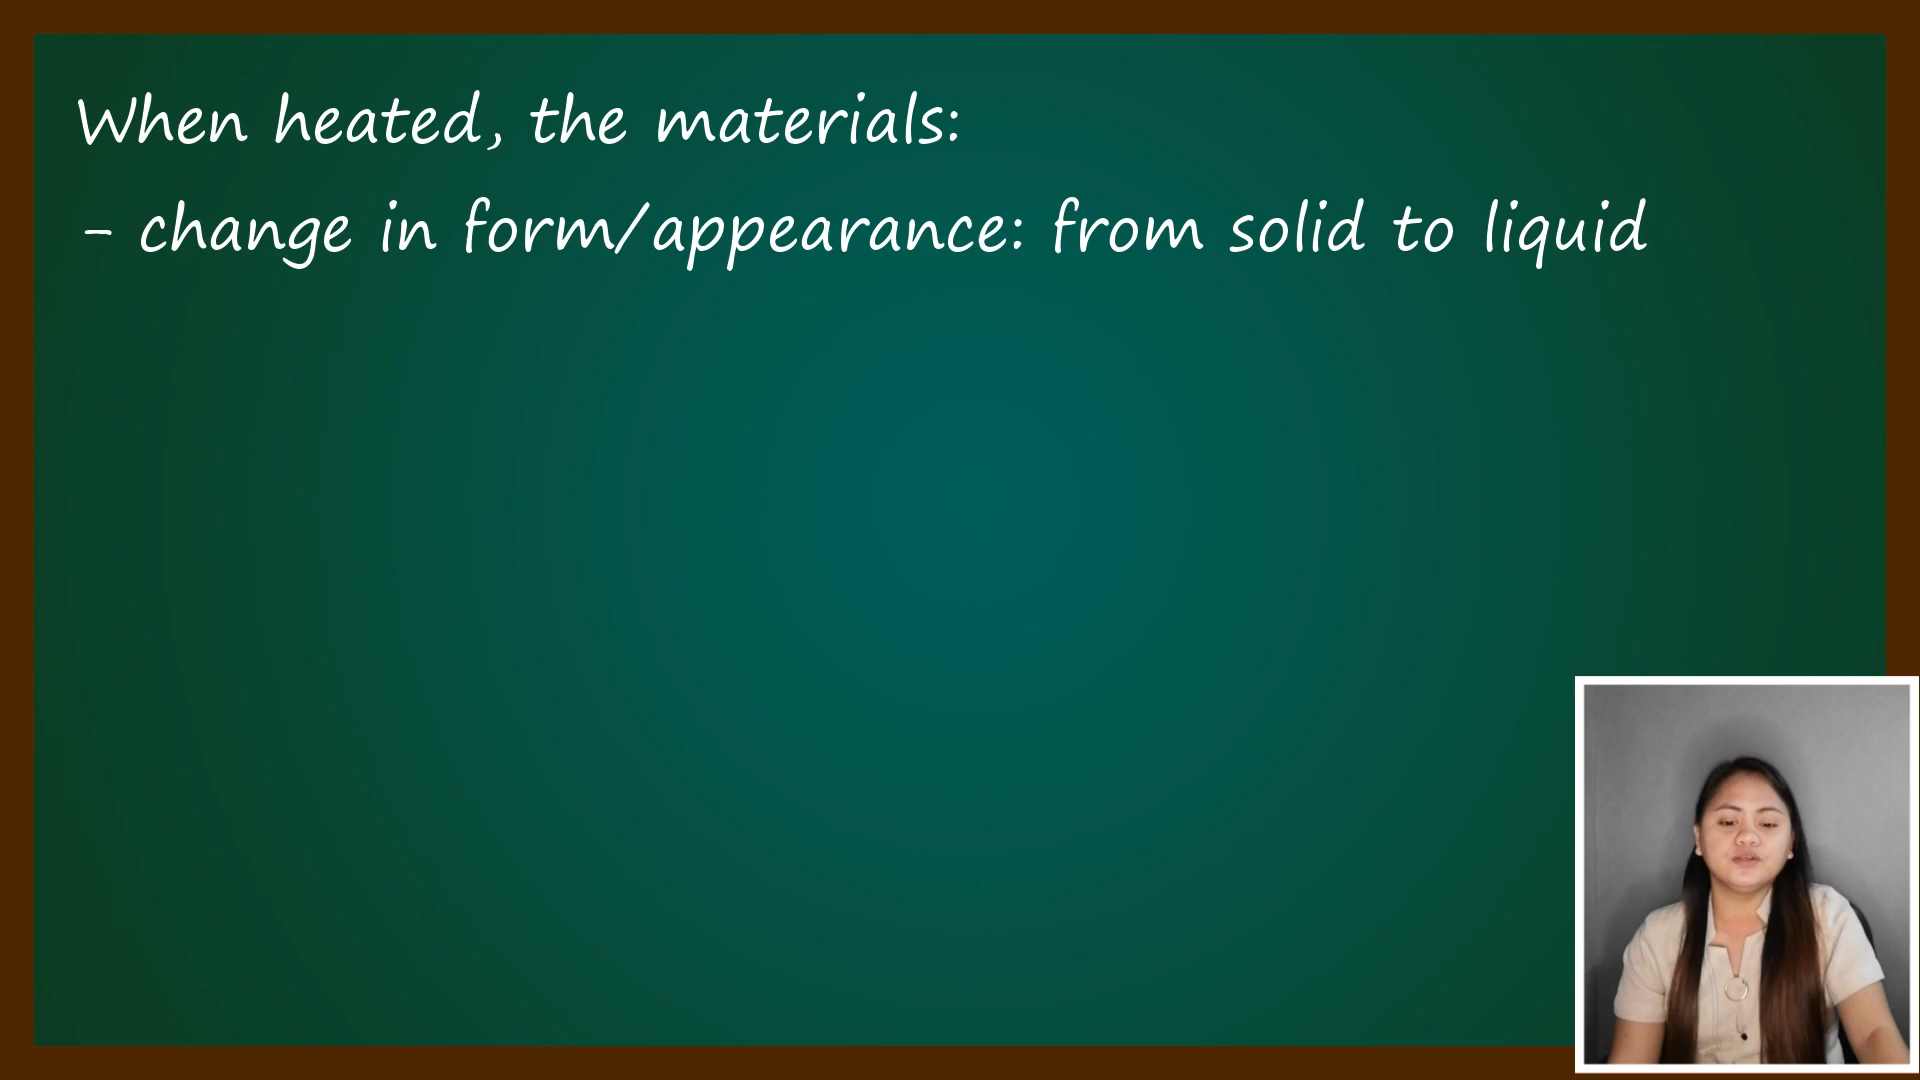 When heated, the materials:
- change in form/appearance: from solid to liquid